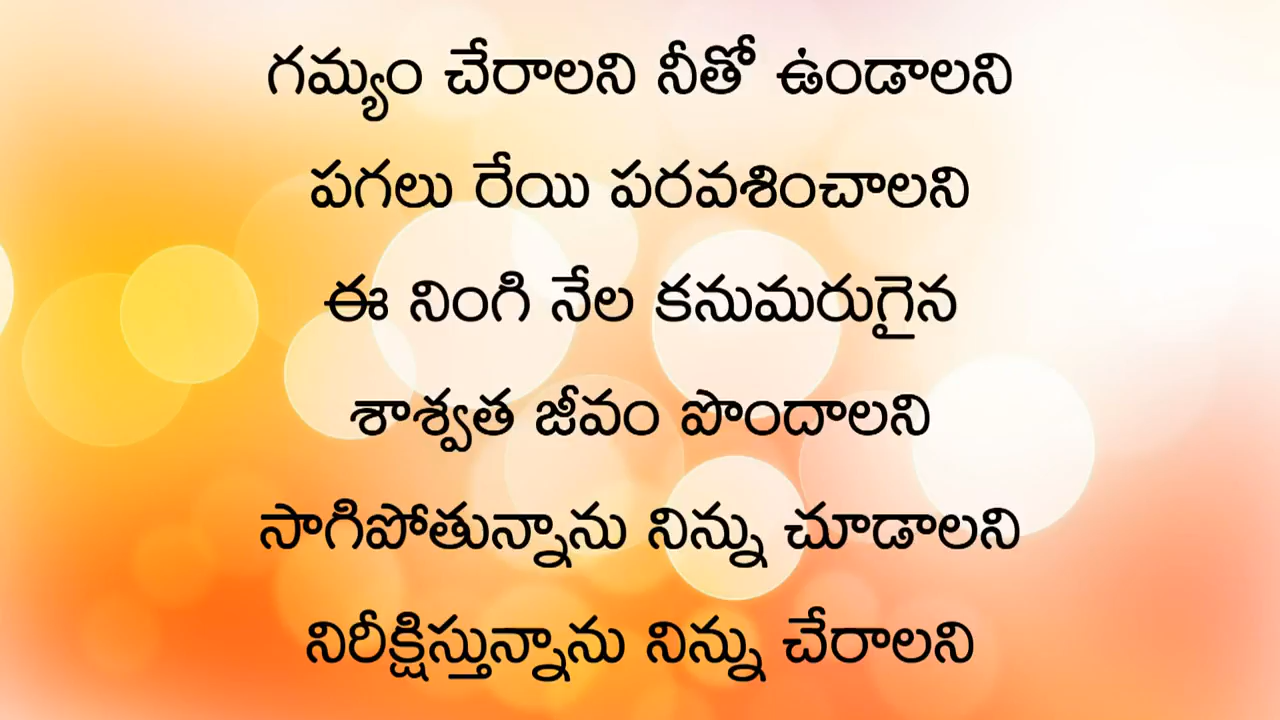 గమ్యం చేరాలని నీతో ఉండాలని
పగలు రేయి పరవశించాలని
ఈ నింగి నేల కనుమరుగైన
శాశ్వత జీవం పొందాలని
సాగిపోతున్నాను నిన్ను చూడాలని
నిరీక్షిస్తున్నాను నిన్ను చేరాలని